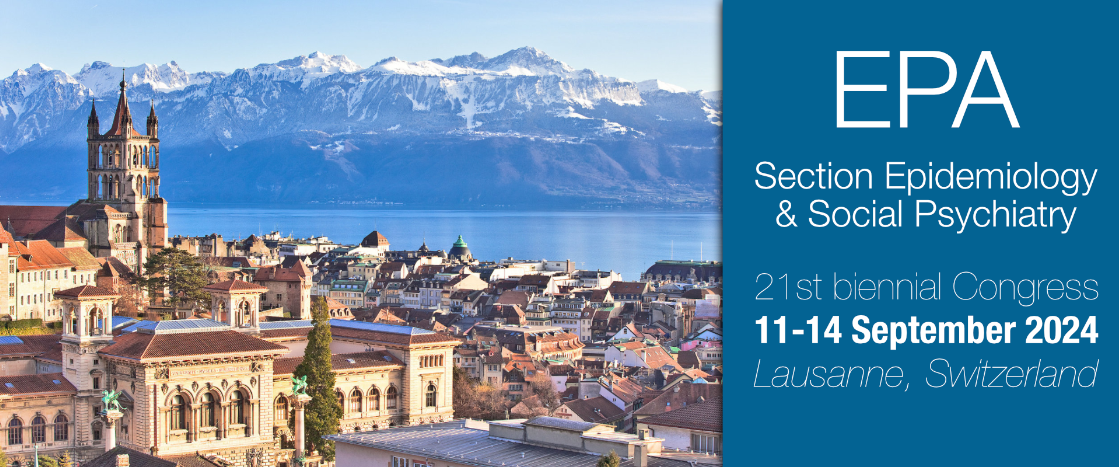 EPA
Section Epidemiology
& Social Psychiatry
21st biennial Congress
11-14 September 2024
Lausanne, Switzerland